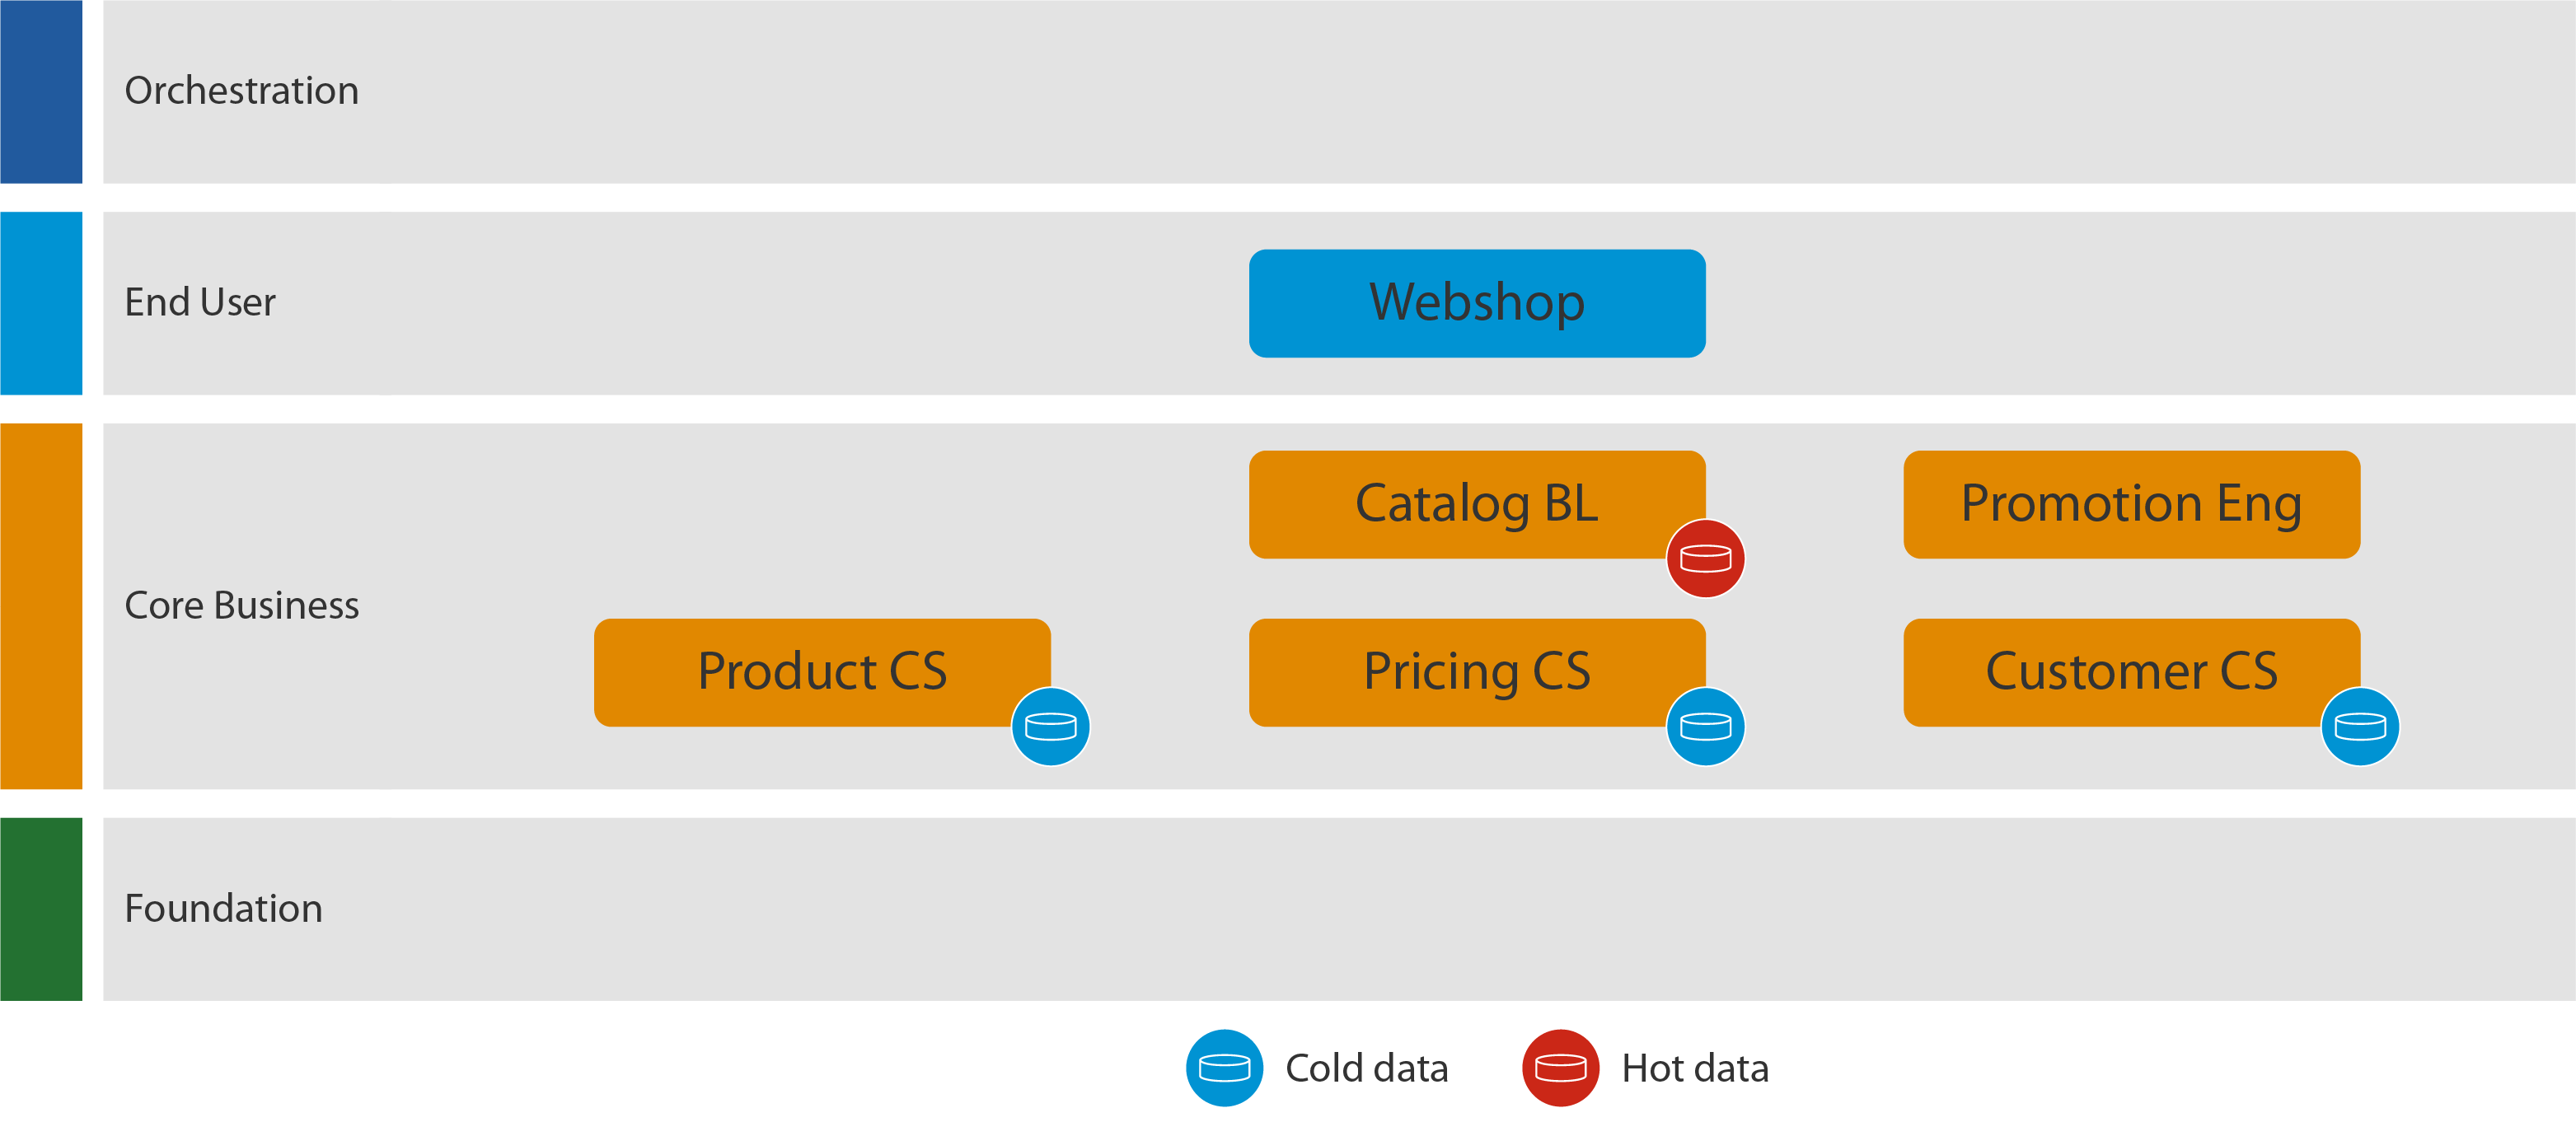 Orchestration
End User
Webshop
Core Business
Catalog BL
Promotion Eng
Product CS
Pricing CS
Customer CS
Foundation
Cold data
Hot data